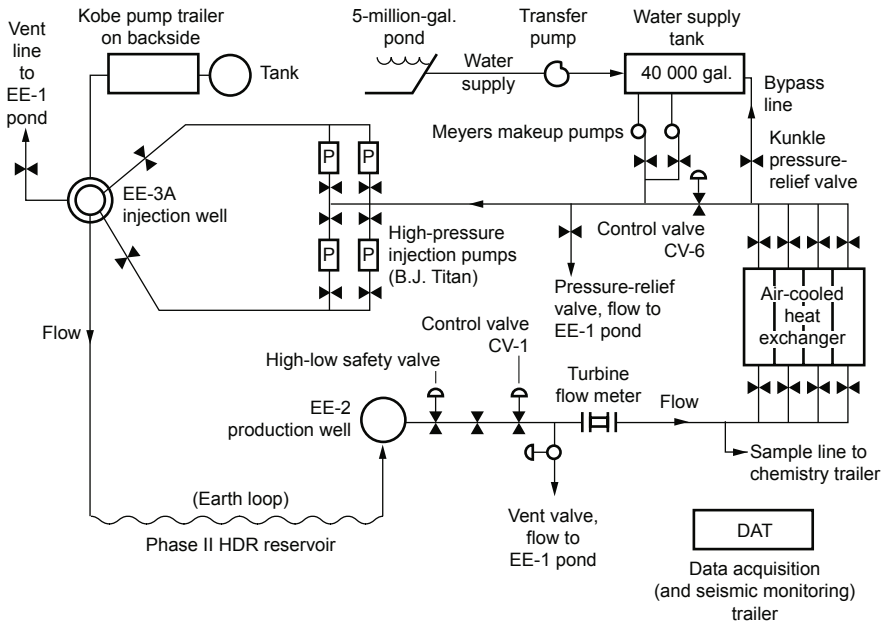 Vent
line
to
EE-1
pond
Kobe pump trailer
on backside
Tank
5-million-gal.
pond
Water
supply
Transfer
pump
Water supply
tank
40 000 gal.
Bypass
line
Meyers makeup pumps
Kunkle
pressure-
relief valve
EE-3A
injection well
P
P
P
P
High-pressure
injection pumps
(B.J. Titan)
Control valve
CV-6
Pressure-relief
valve, flow to
EE-1 pond
Air-cooled
heat
exchanger
Flow
High-low safety valve
Control valve
CV-1
Turbine
flow meter
Flow
EE-2
production well
Sample line to
chemistry trailer
(Earth loop)
Phase II HDR reservoir
Vent valve,
flow to
EE-1 pond
DAT
Data acquisition
(and seismic monitoring)
trailer